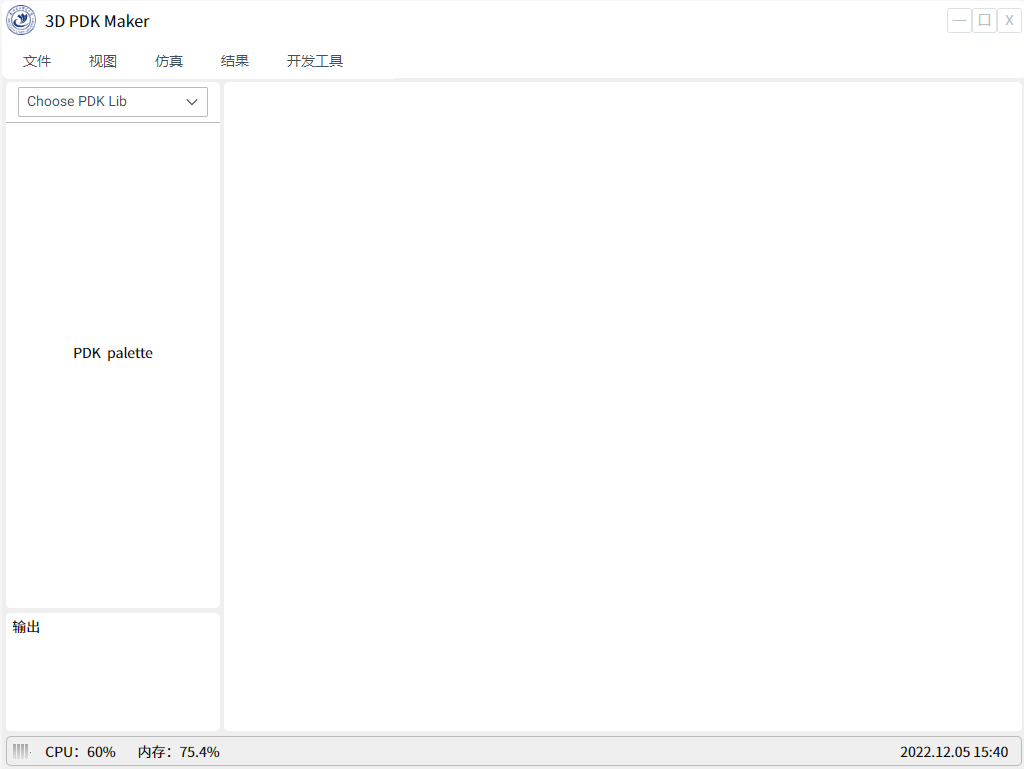 3D PDK Maker
— 口 X
文件 视图 仿真 结果 开发工具
Choose PDK Lib
PDK palette
输出
CPU：60% 内存：75.4% 2022.12.05 15:40